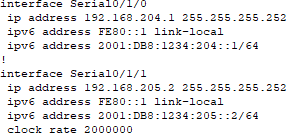 interface Serial0/1/0
ip address 192.168.204.1 255.255.255.252
ipv6 address FE80::1 link-local
ipv6 address 2001:DB8:1234:204::1/64
!
interface Serial0/1/1
ip address 192.168.205.2 255.255.255.252
ipv6 address FE80::1 link-local
ipv6 address 2001:DB8:1234:205::2/64
clock rate 2000000